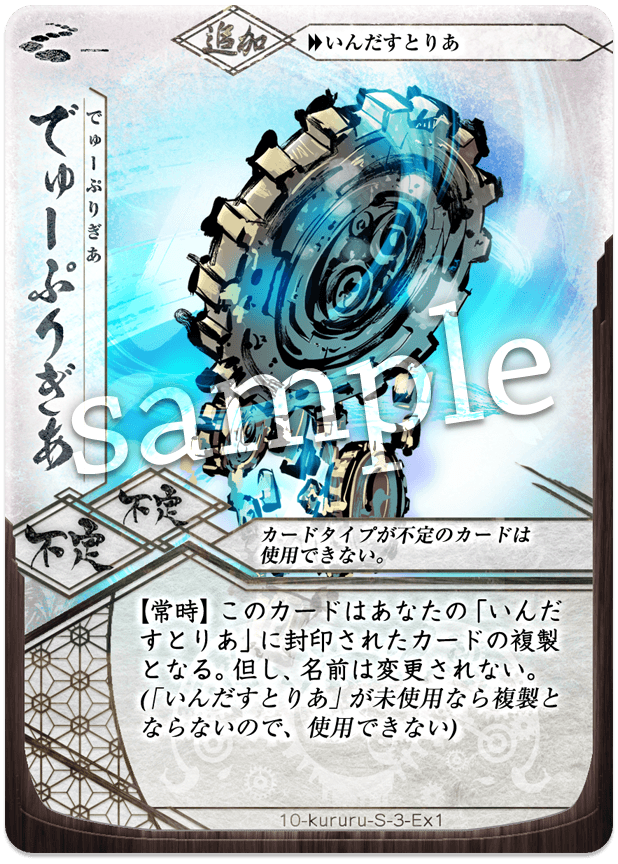 追加
▶▶いんだすとりあ
でゅーぷりぎあ
でゅーぷりぎあ
sample
不定
不定
カードタイプが不定のカードは
使用できない。
【常時】このカードはあなたの「いんだ
すとりあ」に封印されたカードの複製
となる。但し、名前は変更されない。
(「いんだすとりあ」が未使用なら複製と
ならないので、使用できない)
10-kururu-S-3-Ex1